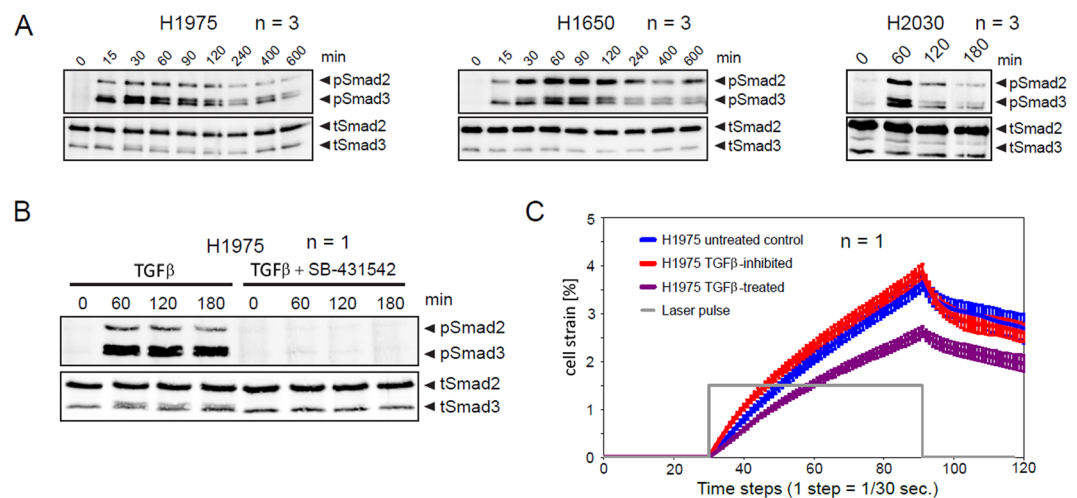 A
H1975 n = 3
0 15 30 60 90 120 240 400 600 min
pSmad2
pSmad3
tSmad2
tSmad3
H1650 n = 3
0 15 30 60 90 120 240 400 600 min
pSmad2
pSmad3
tSmad2
tSmad3
H2030 n = 3
0 60 120 180 min
pSmad2
pSmad3
tSmad2
tSmad3
B
H1975 n = 1
TGFβ TGFβ + SB-431542
0 60 120 180 0 60 120 180 min
pSmad2
pSmad3
tSmad2
tSmad3
C
n = 1
H1975 untreated control
H1975 TGFβ-inhibited
H1975 TGFβ-treated
Laser pulse
cell strain [%]
5
4
3
2
1
0
0 20 40 60 80 100 120
Time steps (1 step = 1/30 sec.)